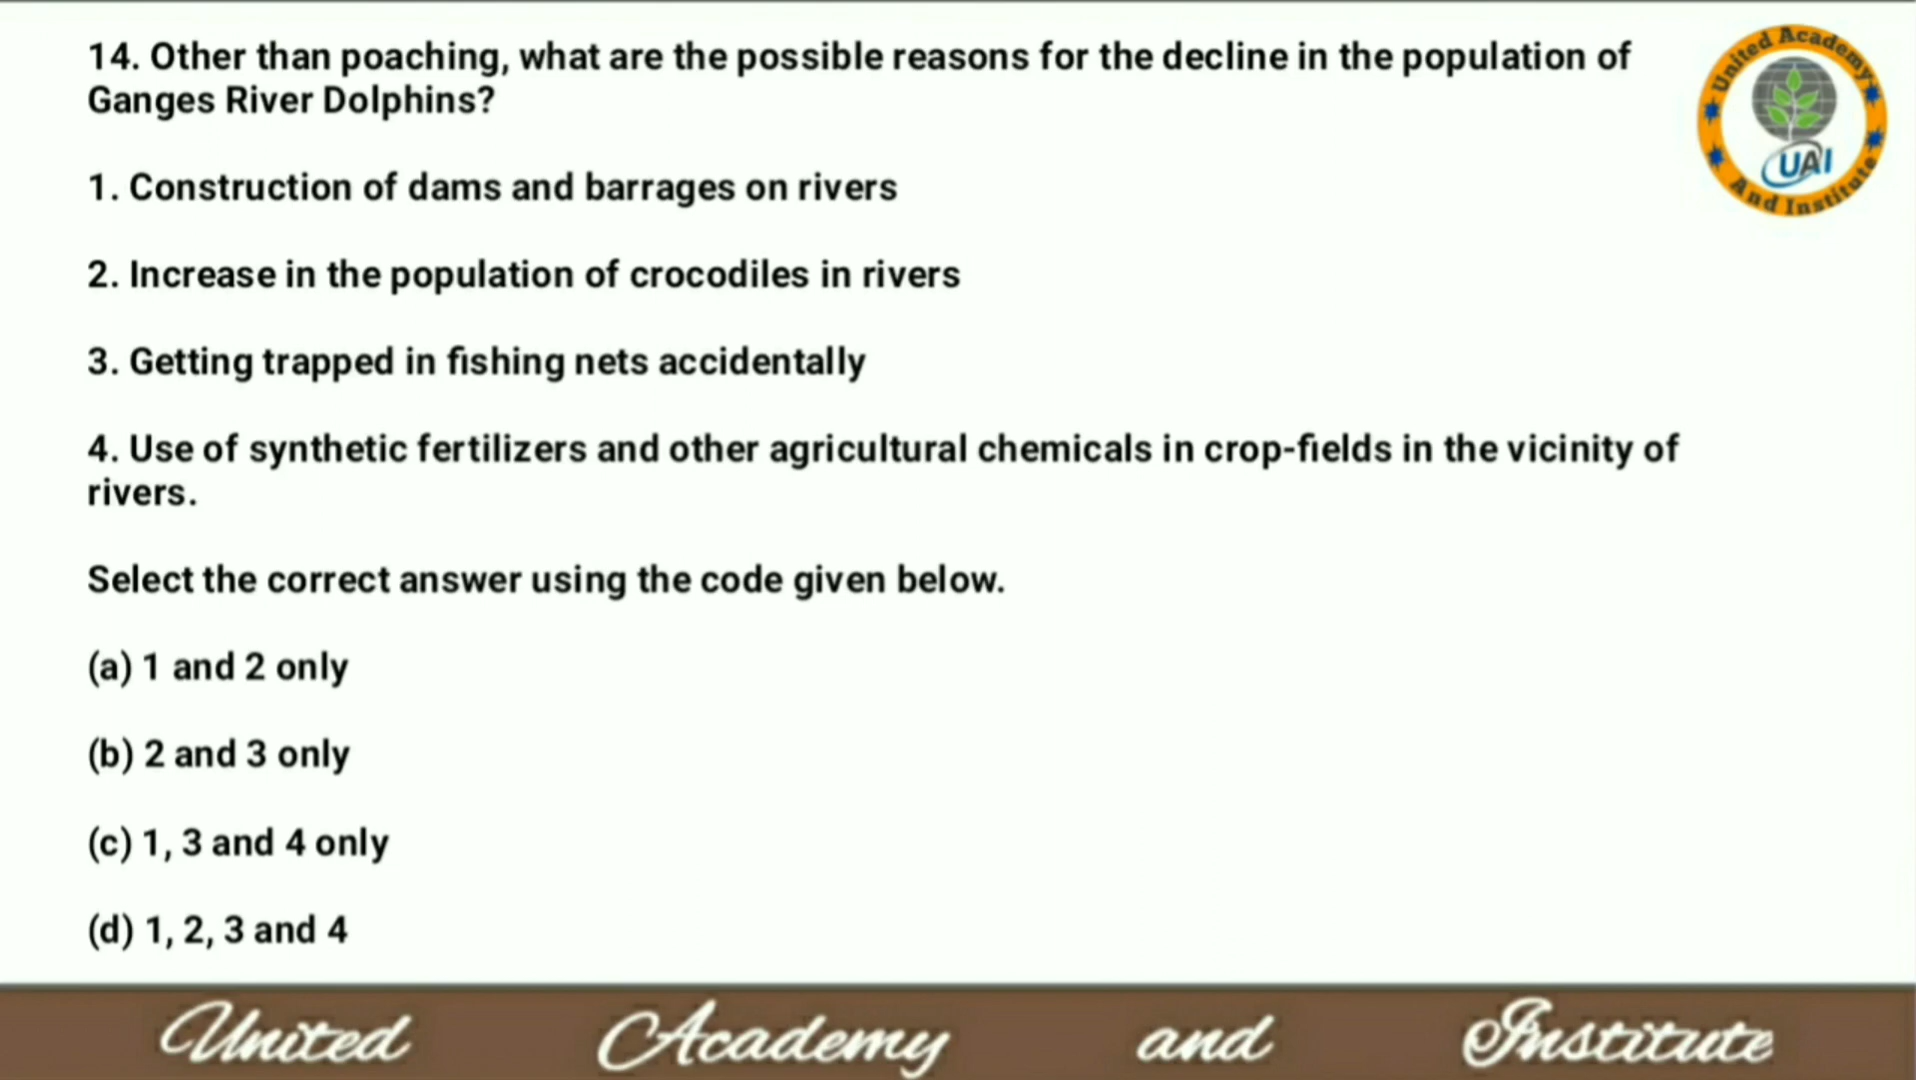 14. Other than poaching, what are the possible reasons for the decline in the population of
Ganges River Dolphins?
1. Construction of dams and barrages on rivers
2. Increase in the population of crocodiles in rivers
3. Getting trapped in fishing nets accidentally
4. Use of synthetic fertilizers and other agricultural chemicals in crop-fields in the vicinity of
rivers.
Select the correct answer using the code given below.
(a) 1 and 2 only
(b) 2 and 3 only
(c) 1, 3 and 4 only
(d) 1, 2, 3 and 4
United Academy
UAI
And Institute
United Academy and Institute